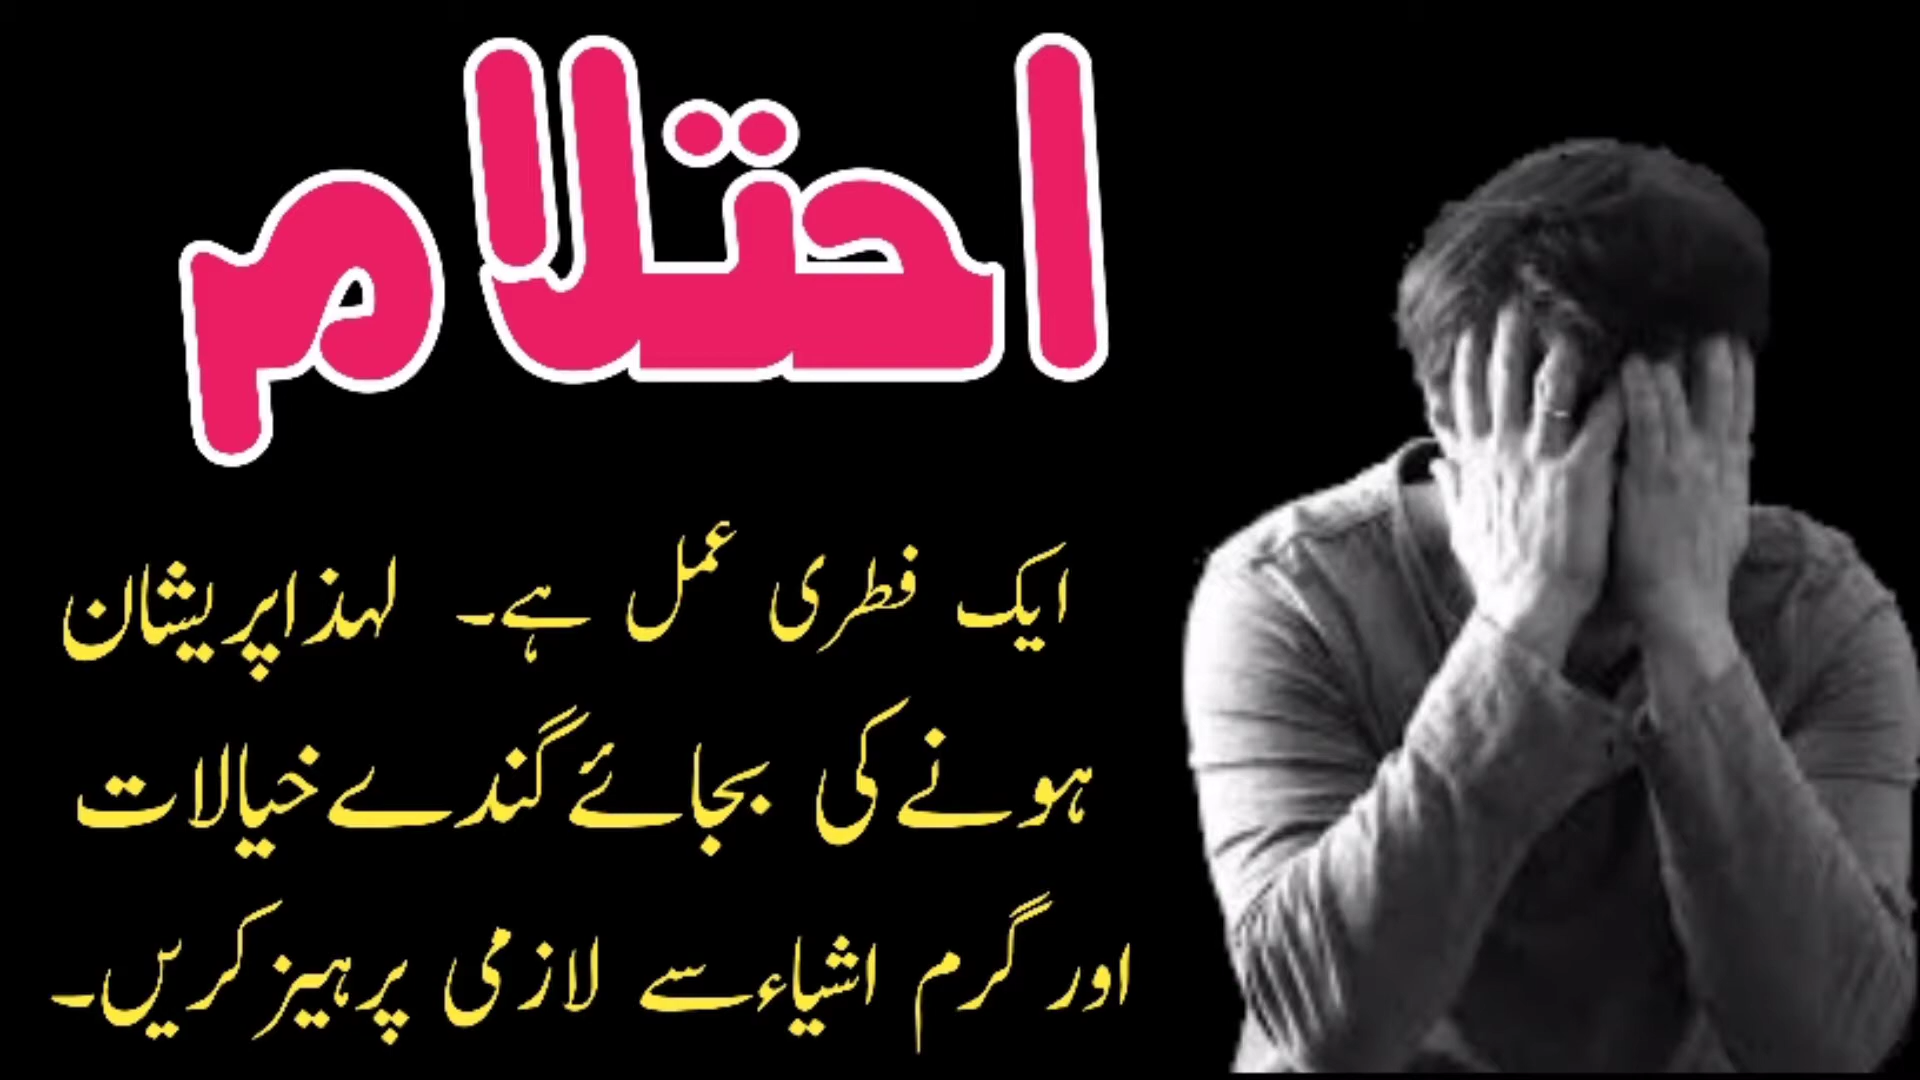 احتلام
ایک فطری عمل ہے۔ لہذا پریشان
ہونے کی بجائے گندے خیالات
اور گرم اشیاء سے لازمی پرہیز کریں۔